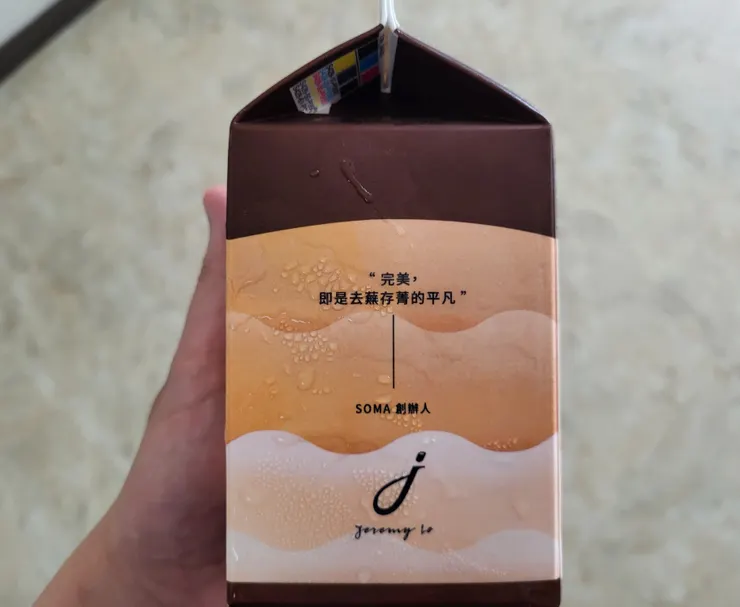 “ 完美，
即是去蕪存菁的平凡 ”
SOMA 創辦人
j
Jeremy Lo